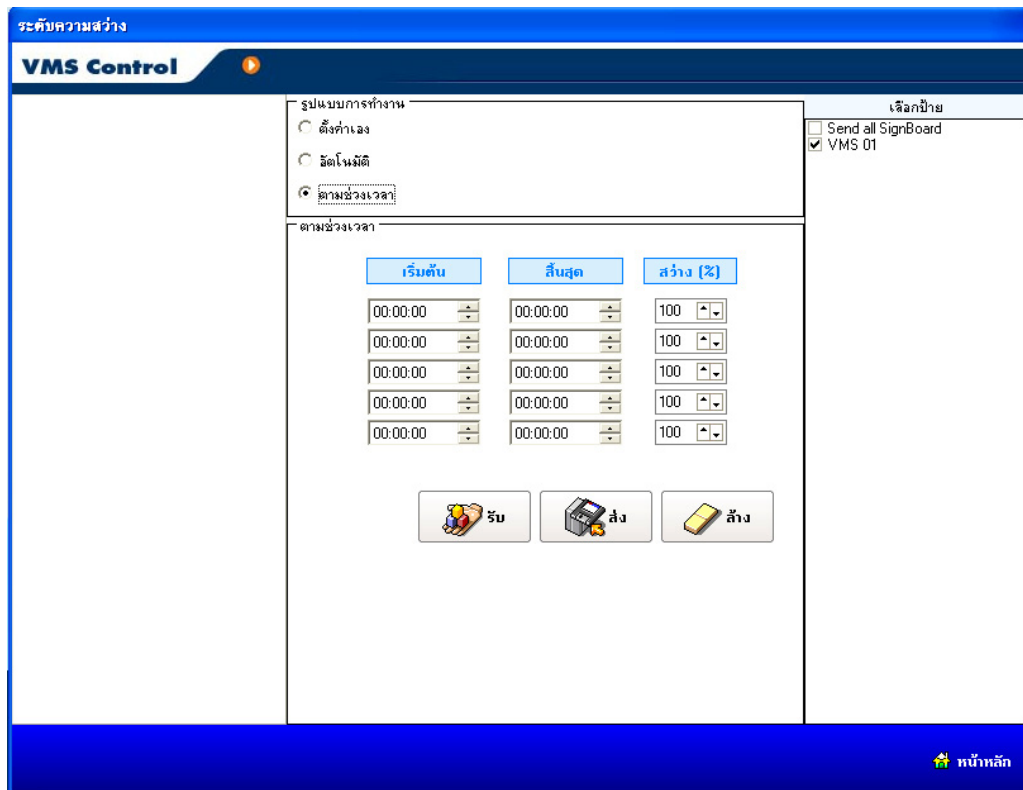 ระดับความสว่าง
VMS Control
รูปแบบการทำงาน
ตั้งค่าเอง
อัตโนมัติ
ตามช่วงเวลา
เลือกป้าย
Send all SignBoard
VMS 01
ตามช่วงเวลา
เริ่มต้น สิ้นสุด สว่าง (%)
00:00:00 00:00:00 100
00:00:00 00:00:00 100
00:00:00 00:00:00 100
00:00:00 00:00:00 100
00:00:00 00:00:00 100
รับ ส่ง ล้าง
หน้าหลัก